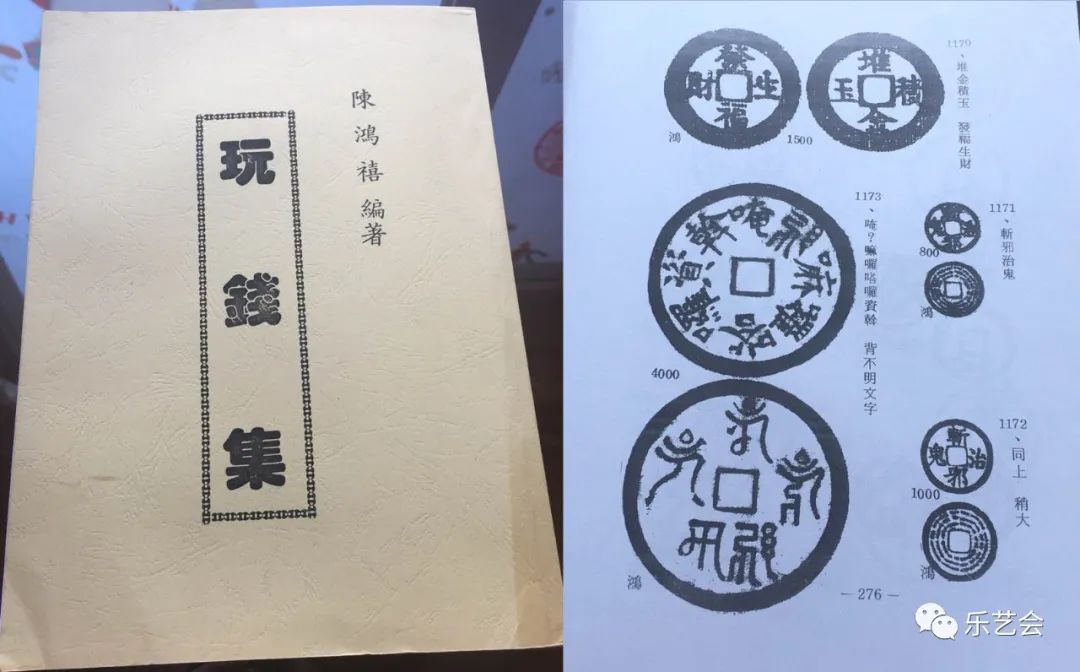 陳鴻禧編著
玩錢集
1170、堆金積玉 發福生財
發福生財
堆金積玉
鴻
1500
1173、唵?嘛囉咯囉資斡 背不明文字
4000
鴻
1171、斬邪治鬼
800
鴻
1172、同上 稍大
斬邪治鬼
1000
鴻
—276—
乐艺会